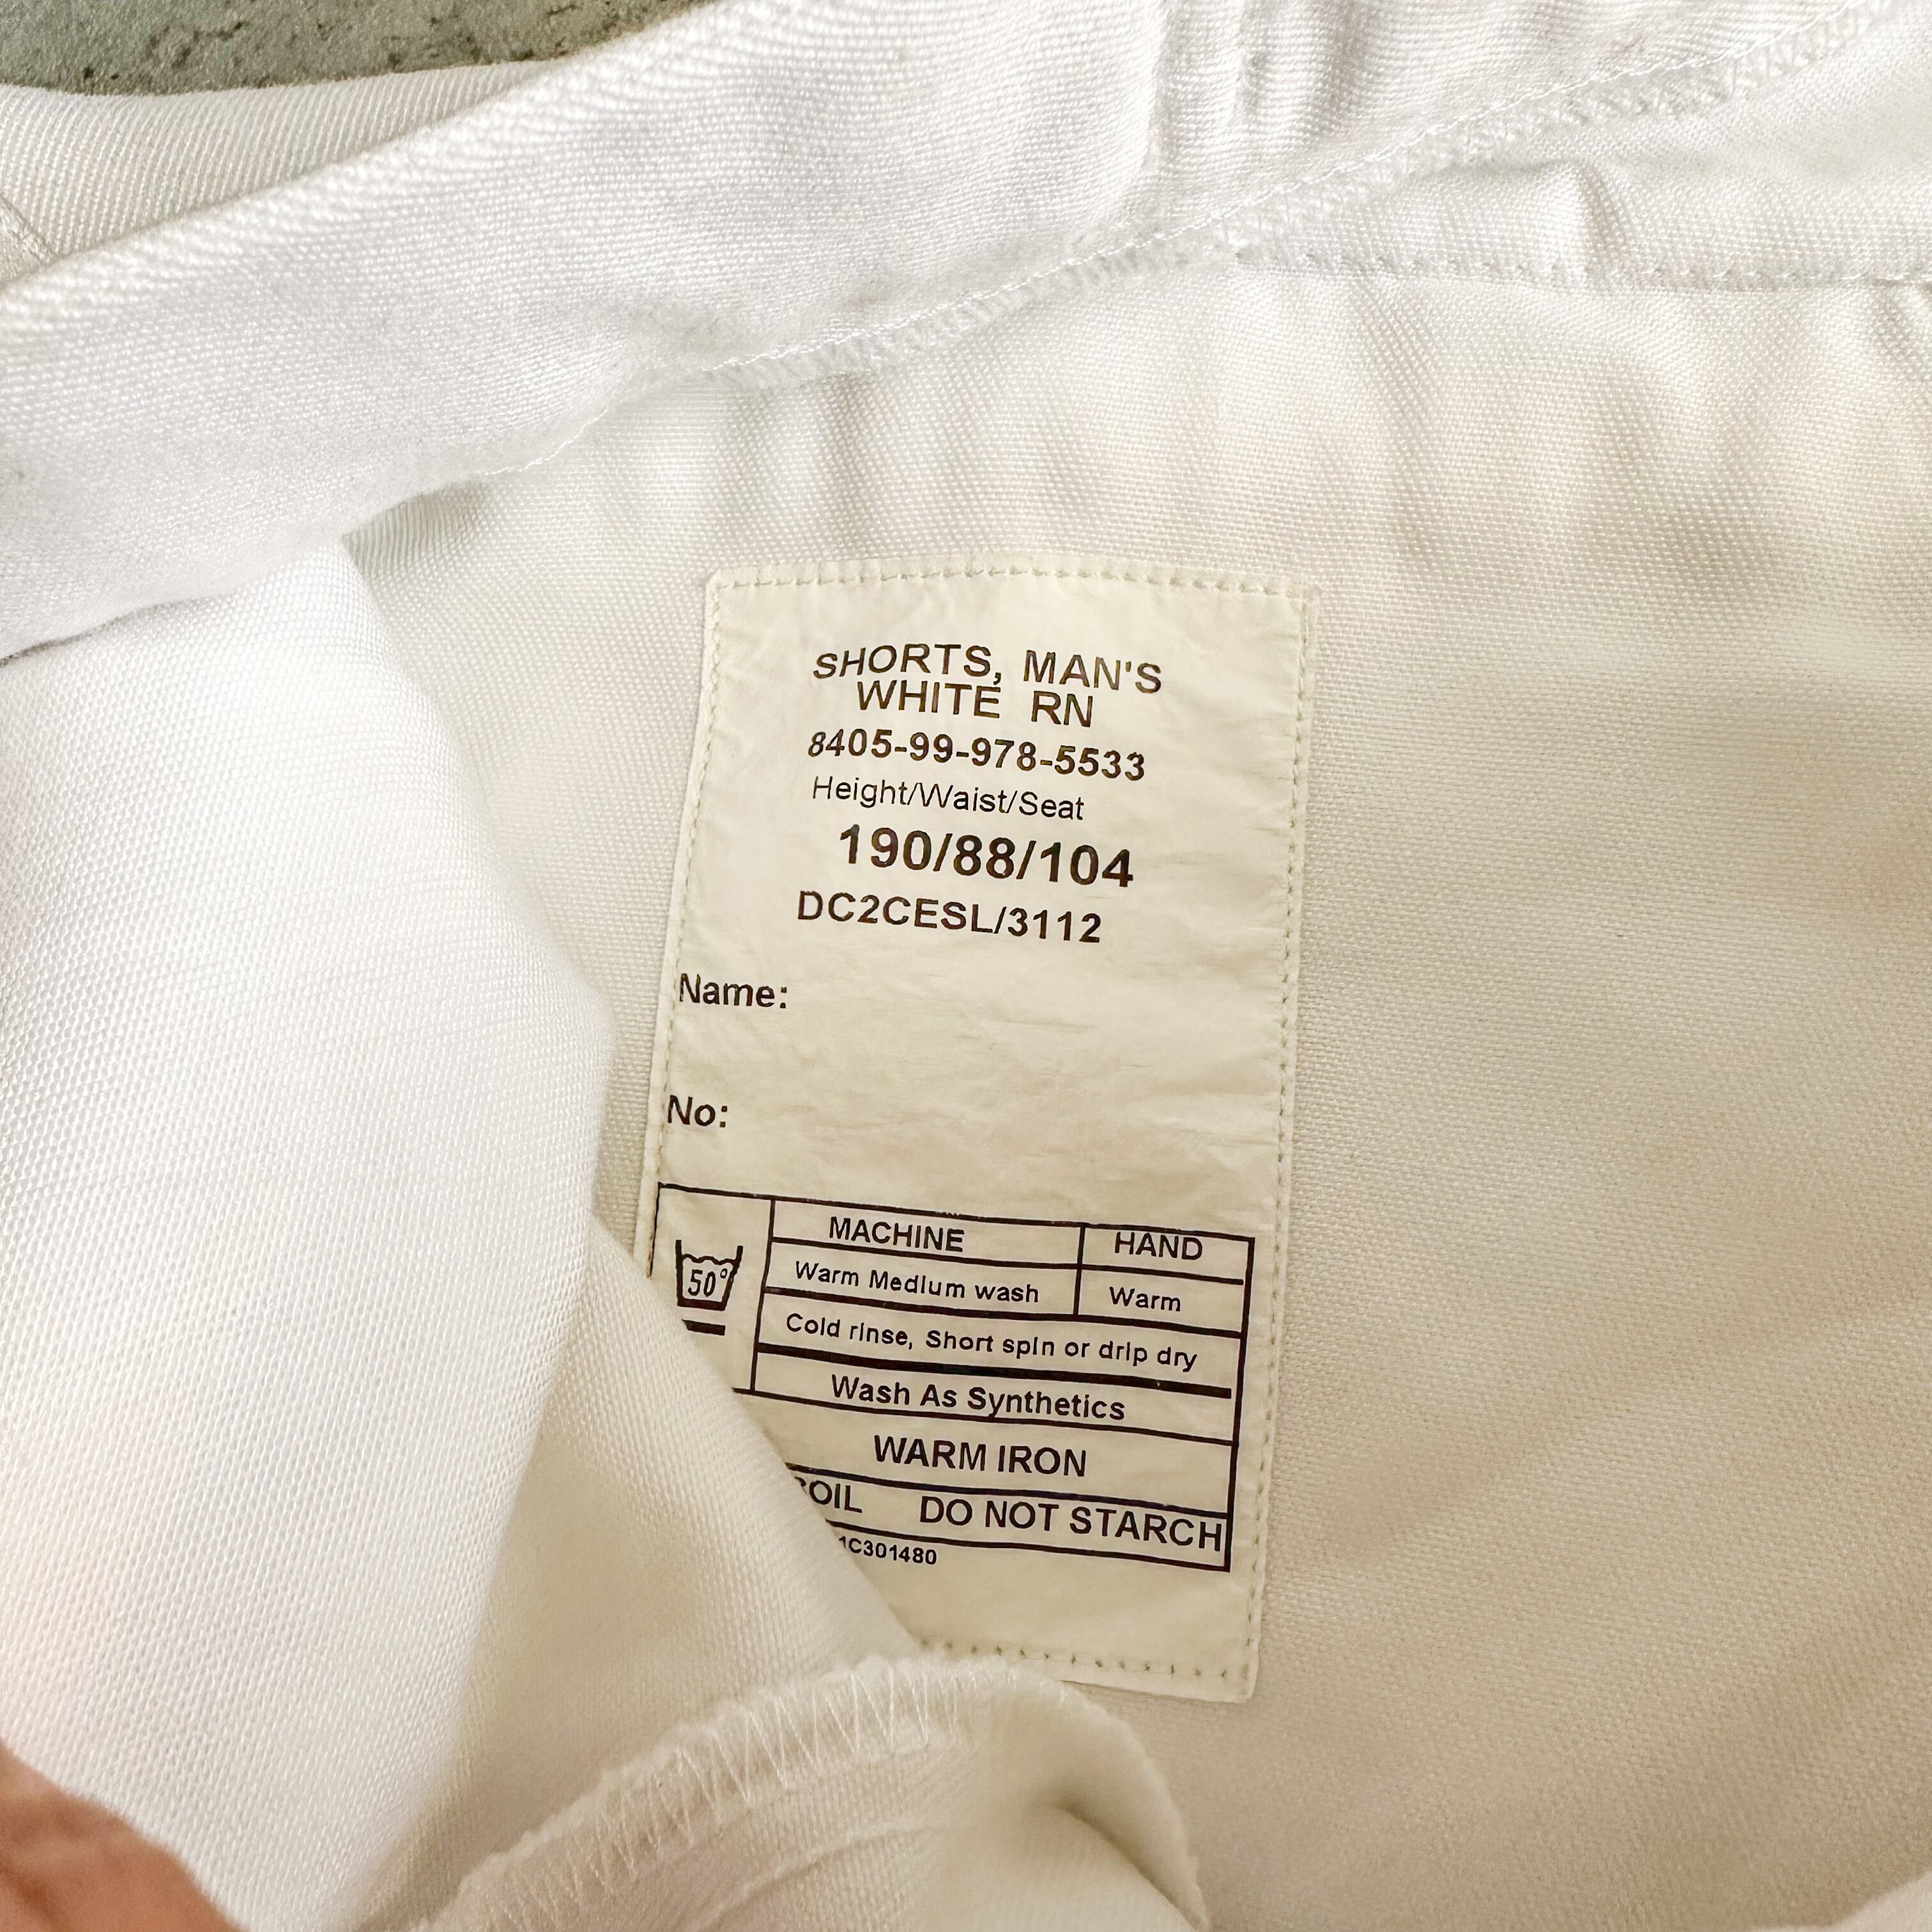 SHORTS, MAN'S
WHITE RN
8405-99-978-5533
Height/Waist/Seat
190/88/104
DC2CESL/3112
Name:
No:
MACHINE HAND
50° Warm Medium wash Warm
Cold rinse, Short spin or drip dry
Wash As Synthetics
WARM IRON
DO NOT STARCH
1C301480